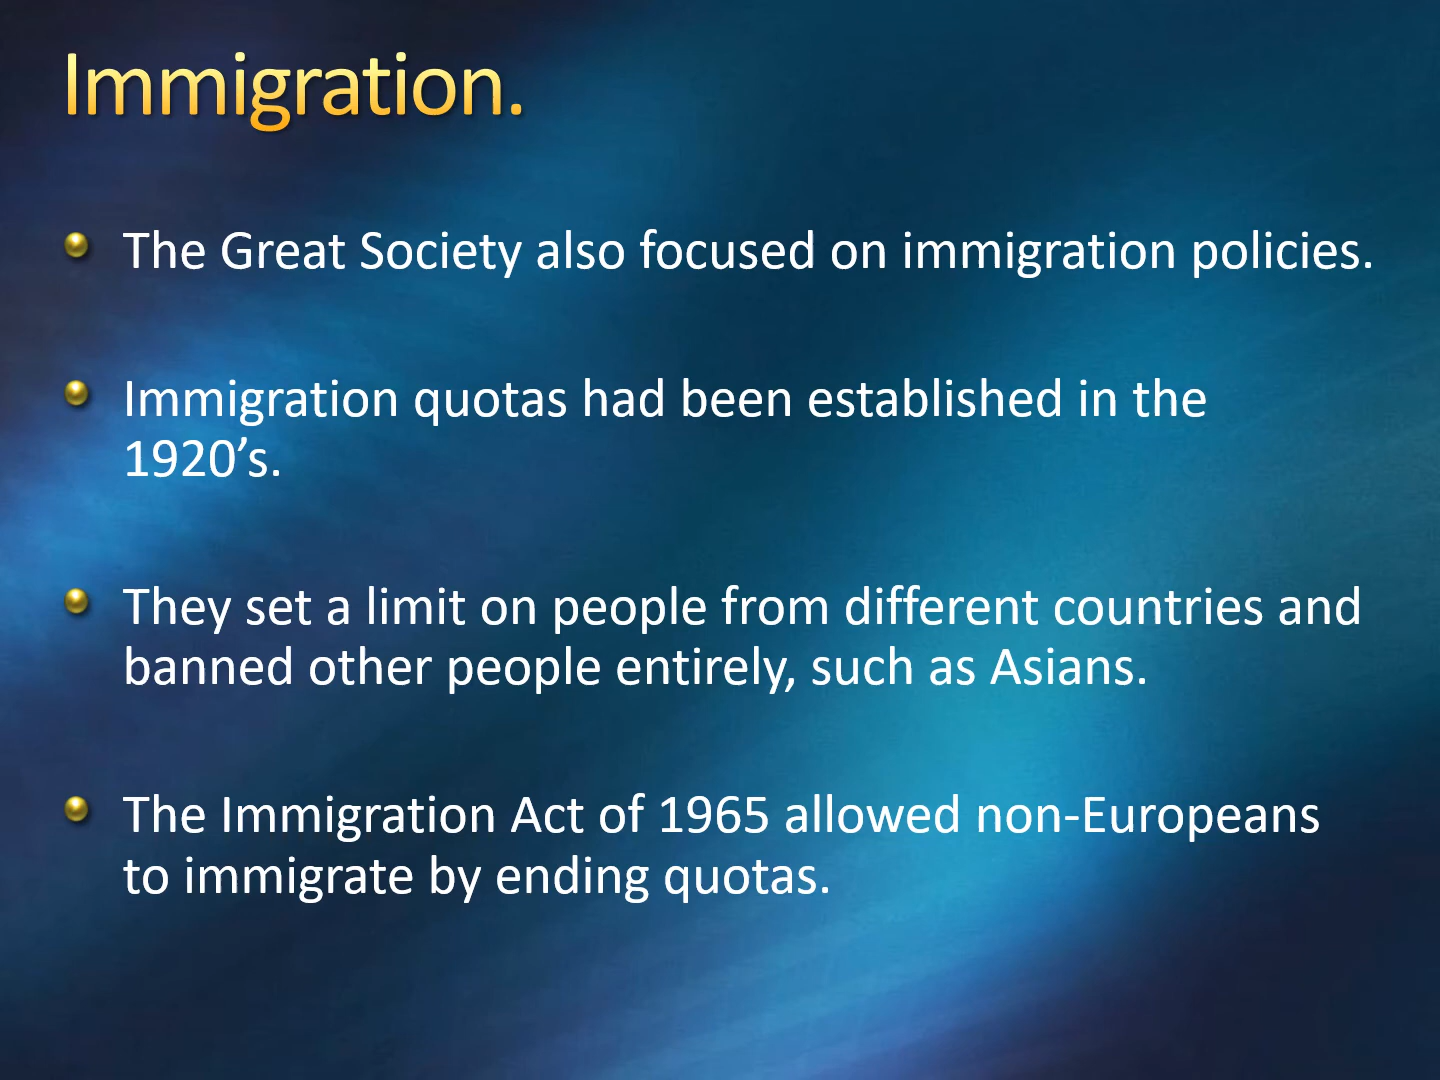 Immigration.
The Great Society also focused on immigration policies.
Immigration quotas had been established in the
1920’s.
They set a limit on people from different countries and
banned other people entirely, such as Asians.
The Immigration Act of 1965 allowed non-Europeans
to immigrate by ending quotas.